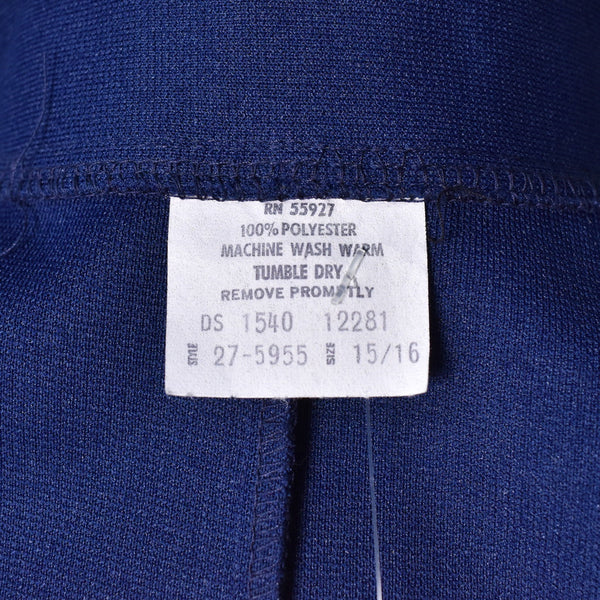 RN 55927
100% POLYESTER
MACHINE WASH WARM
TUMBLE DRY
REMOVE PROMPTLY
DS 1540 12281
STYLE 27-5955 SIZE 15/16